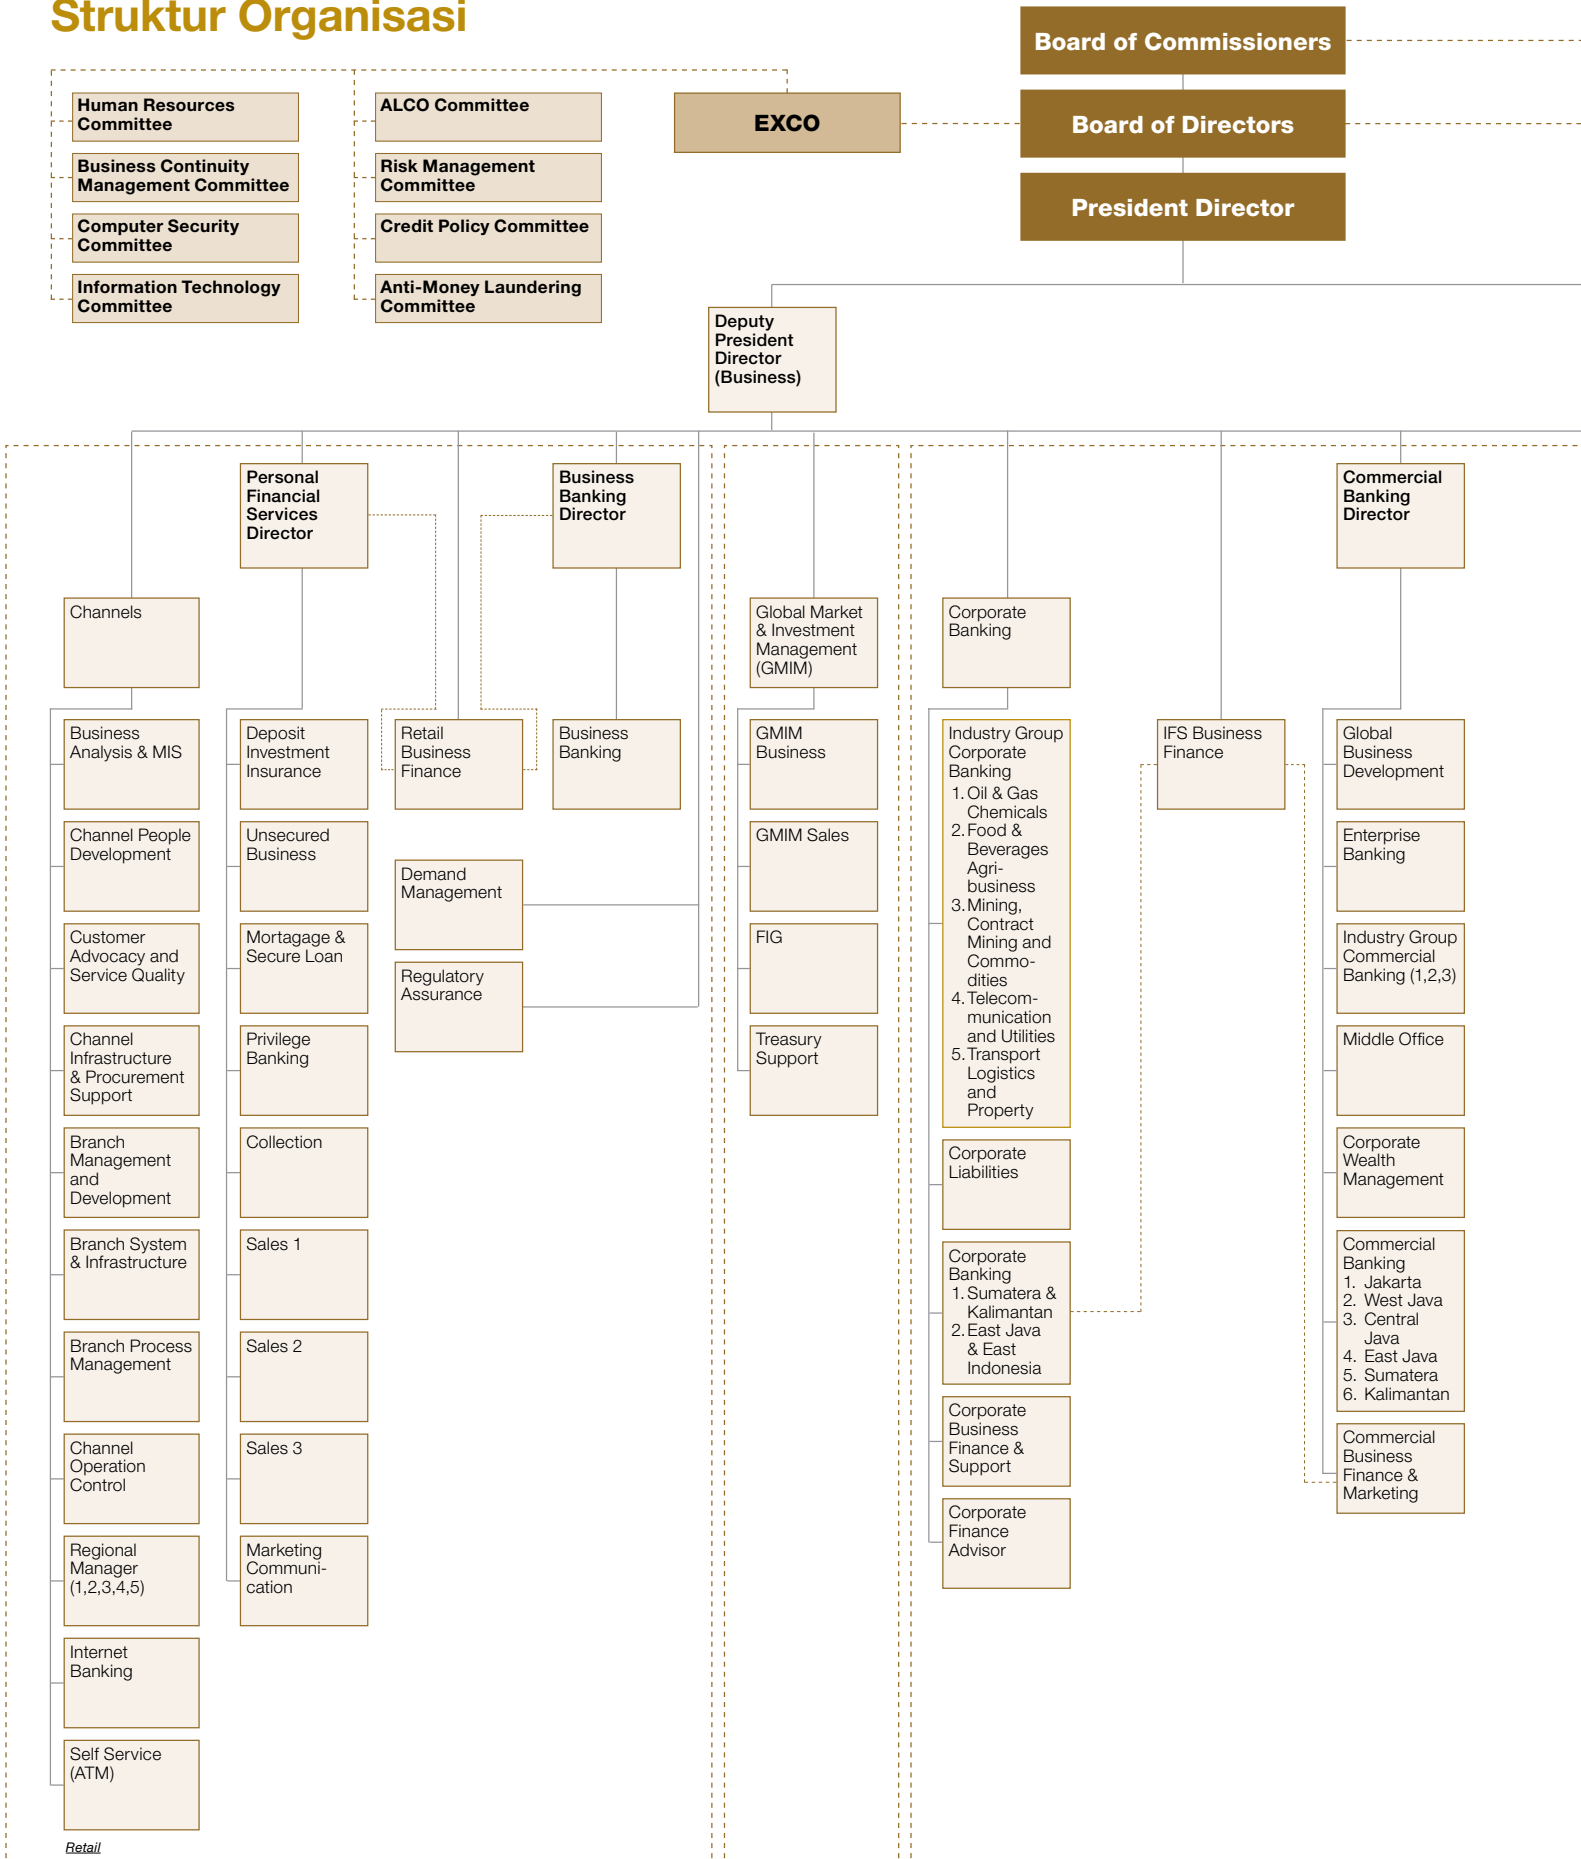 Struktur Organisasi
Board of Commissioners
Board of Directors
President Director
EXCO
Human Resources
Committee
Business Continuity
Management Committee
Computer Security
Committee
Information Technology
Committee
ALCO Committee
Risk Management
Committee
Credit Policy Committee
Anti-Money Laundering
Committee
Deputy
President
Director
(Business)
Personal
Financial
Services
Director
Business
Banking
Director
Commercial
Banking
Director
Channels
Business
Analysis & MIS
Channel People
Development
Customer
Advocacy and
Service Quality
Channel
Infrastructure
& Procurement
Support
Branch
Management
and
Development
Branch System
& Infrastructure
Branch Process
Management
Channel
Operation
Control
Regional
Manager
(1,2,3,4,5)
Internet
Banking
Self Service
(ATM)
Retail
Deposit
Investment
Insurance
Unsecured
Business
Mortagage &
Secure Loan
Privilege
Banking
Collection
Sales 1
Sales 2
Sales 3
Marketing
Communi-
cation
Retail
Business
Finance
Demand
Management
Regulatory
Assurance
Business
Banking
Global Market
& Investment
Management
(GMIM)
GMIM
Business
GMIM Sales
FIG
Treasury
Support
Corporate
Banking
Industry Group
Corporate
Banking
1. Oil & Gas
Chemicals
2. Food &
Beverages
Agri-
business
3. Mining,
Contract
Mining and
Commo-
dities
4. Telecom-
munication
and Utilities
5. Transport
Logistics
and
Property
Corporate
Liabilities
Corporate
Banking
1. Sumatera &
Kalimantan
2. East Java
& East
Indonesia
Corporate
Business
Finance &
Support
Corporate
Finance
Advisor
IFS Business
Finance
Global
Business
Development
Enterprise
Banking
Industry Group
Commercial
Banking (1,2,3)
Middle Office
Corporate
Wealth
Management
Commercial
Banking
1. Jakarta
2. West Java
3. Central
Java
4. East Java
5. Sumatera
6. Kalimantan
Commercial
Business
Finance &
Marketing